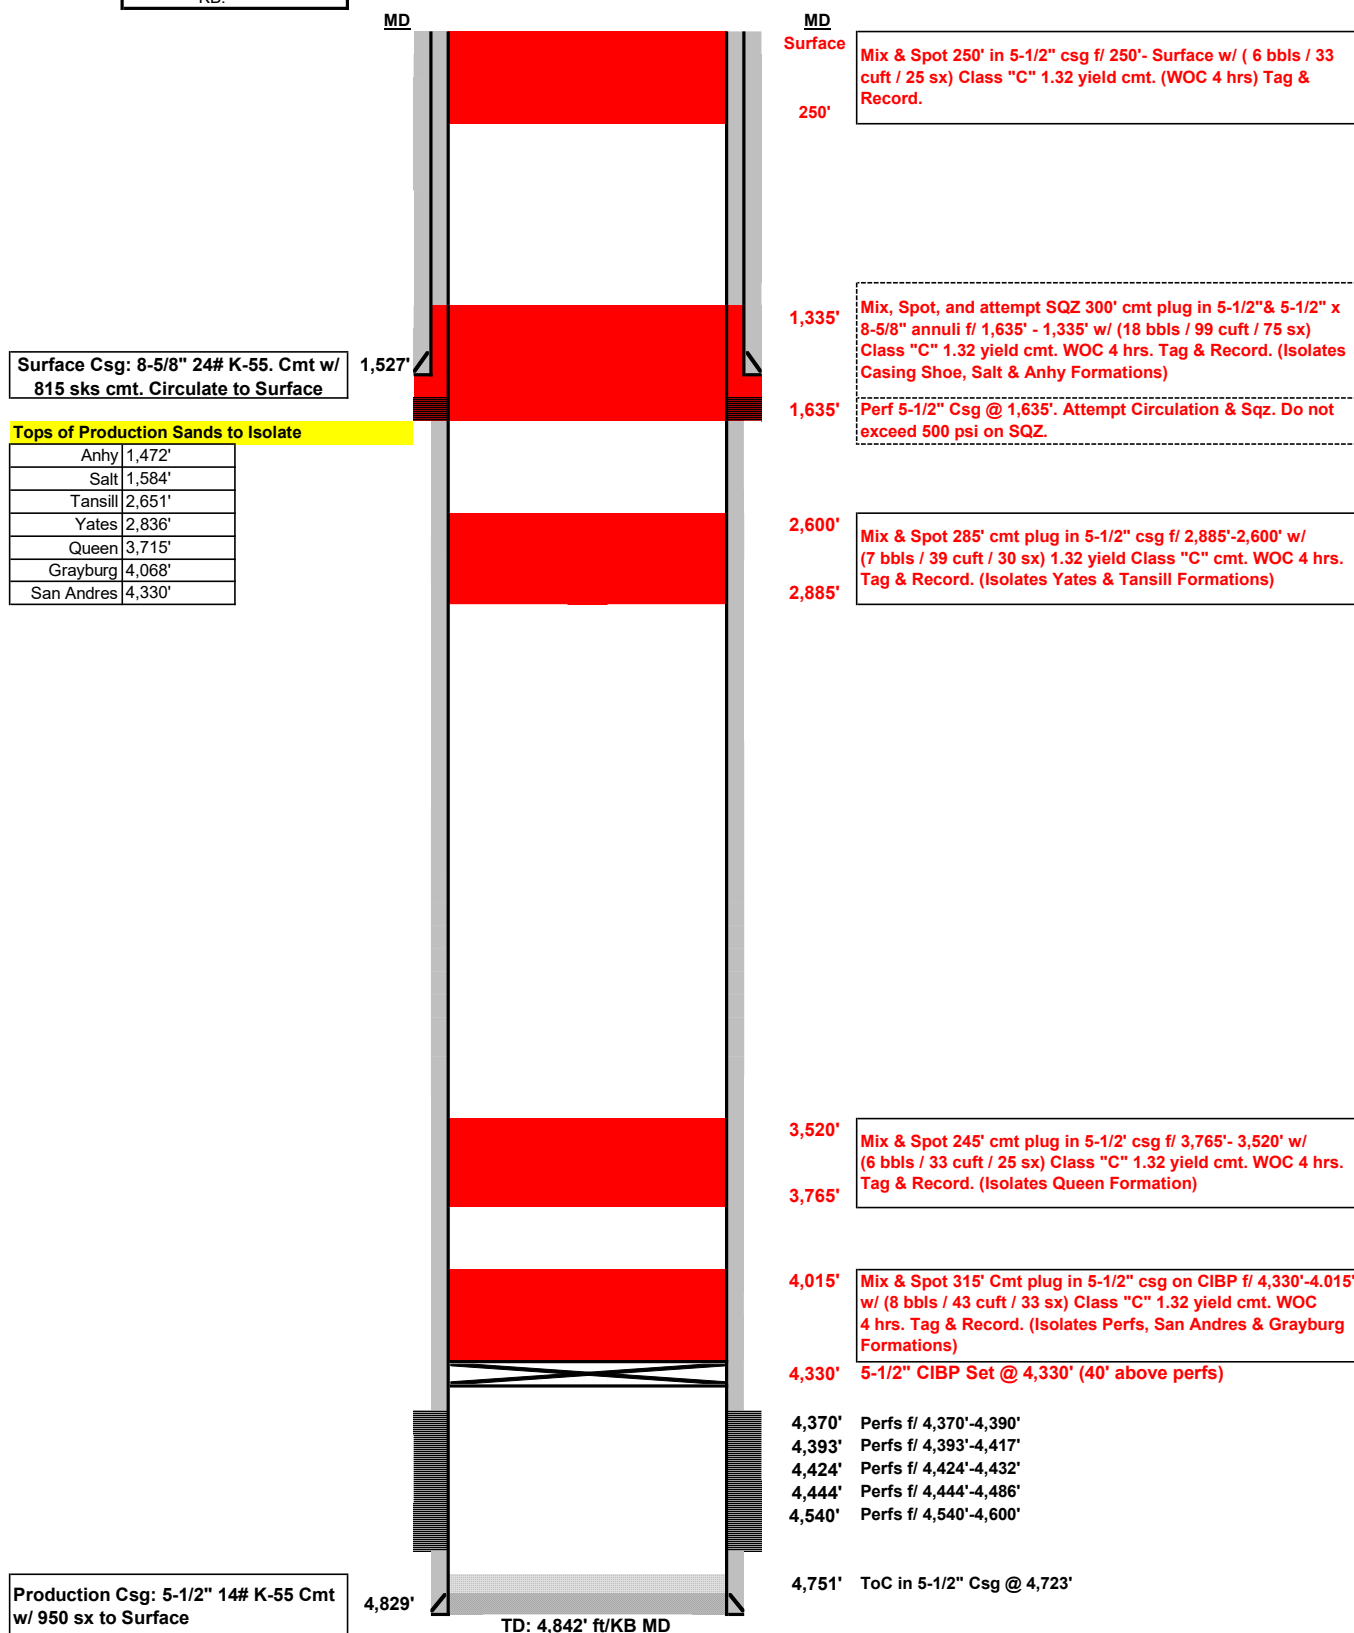 KB:
MD
MD
Surface
Mix & Spot 250' in 5-1/2" csg f/ 250'- Surface w/ ( 6 bbls / 33
cuft / 25 sx) Class "C" 1.32 yield cmt. (WOC 4 hrs) Tag &
Record.
250'
1,335'
Mix, Spot, and attempt SQZ 300' cmt plug in 5-1/2"& 5-1/2" x
8-5/8" annuli f/ 1,635' - 1,335' w/ (18 bbls / 99 cuft / 75 sx)
Class "C" 1.32 yield cmt. WOC 4 hrs. Tag & Record. (Isolates
Casing Shoe, Salt & Anhy Formations)
Surface Csg: 8-5/8" 24# K-55. Cmt w/
815 sks cmt. Circulate to Surface
1,527'
1,635'
Perf 5-1/2" Csg @ 1,635'. Attempt Circulation & Sqz. Do not
exceed 500 psi on SQZ.
Tops of Production Sands to Isolate
Anhy 1,472'
Salt 1,584'
Tansill 2,651'
Yates 2,836'
Queen 3,715'
Grayburg 4,068'
San Andres 4,330'
2,600'
Mix & Spot 285' cmt plug in 5-1/2" csg f/ 2,885'-2,600' w/
(7 bbls / 39 cuft / 30 sx) 1.32 yield Class "C" cmt. WOC 4 hrs.
Tag & Record. (Isolates Yates & Tansill Formations)
2,885'
3,520'
Mix & Spot 245' cmt plug in 5-1/2' csg f/ 3,765'- 3,520' w/
(6 bbls / 33 cuft / 25 sx) Class "C" 1.32 yield cmt. WOC 4 hrs.
Tag & Record. (Isolates Queen Formation)
3,765'
4,015'
Mix & Spot 315' Cmt plug in 5-1/2" csg on CIBP f/ 4,330'-4.015'
w/ (8 bbls / 43 cuft / 33 sx) Class "C" 1.32 yield cmt. WOC
4 hrs. Tag & Record. (Isolates Perfs, San Andres & Grayburg
Formations)
4,330' 5-1/2" CIBP Set @ 4,330' (40' above perfs)
4,370' Perfs f/ 4,370'-4,390'
4,393' Perfs f/ 4,393'-4,417'
4,424' Perfs f/ 4,424'-4,432'
4,444' Perfs f/ 4,444'-4,486'
4,540' Perfs f/ 4,540'-4,600'
4,751' ToC in 5-1/2" Csg @ 4,723'
Production Csg: 5-1/2" 14# K-55 Cmt
w/ 950 sx to Surface
4,829'
TD: 4,842' ft/KB MD